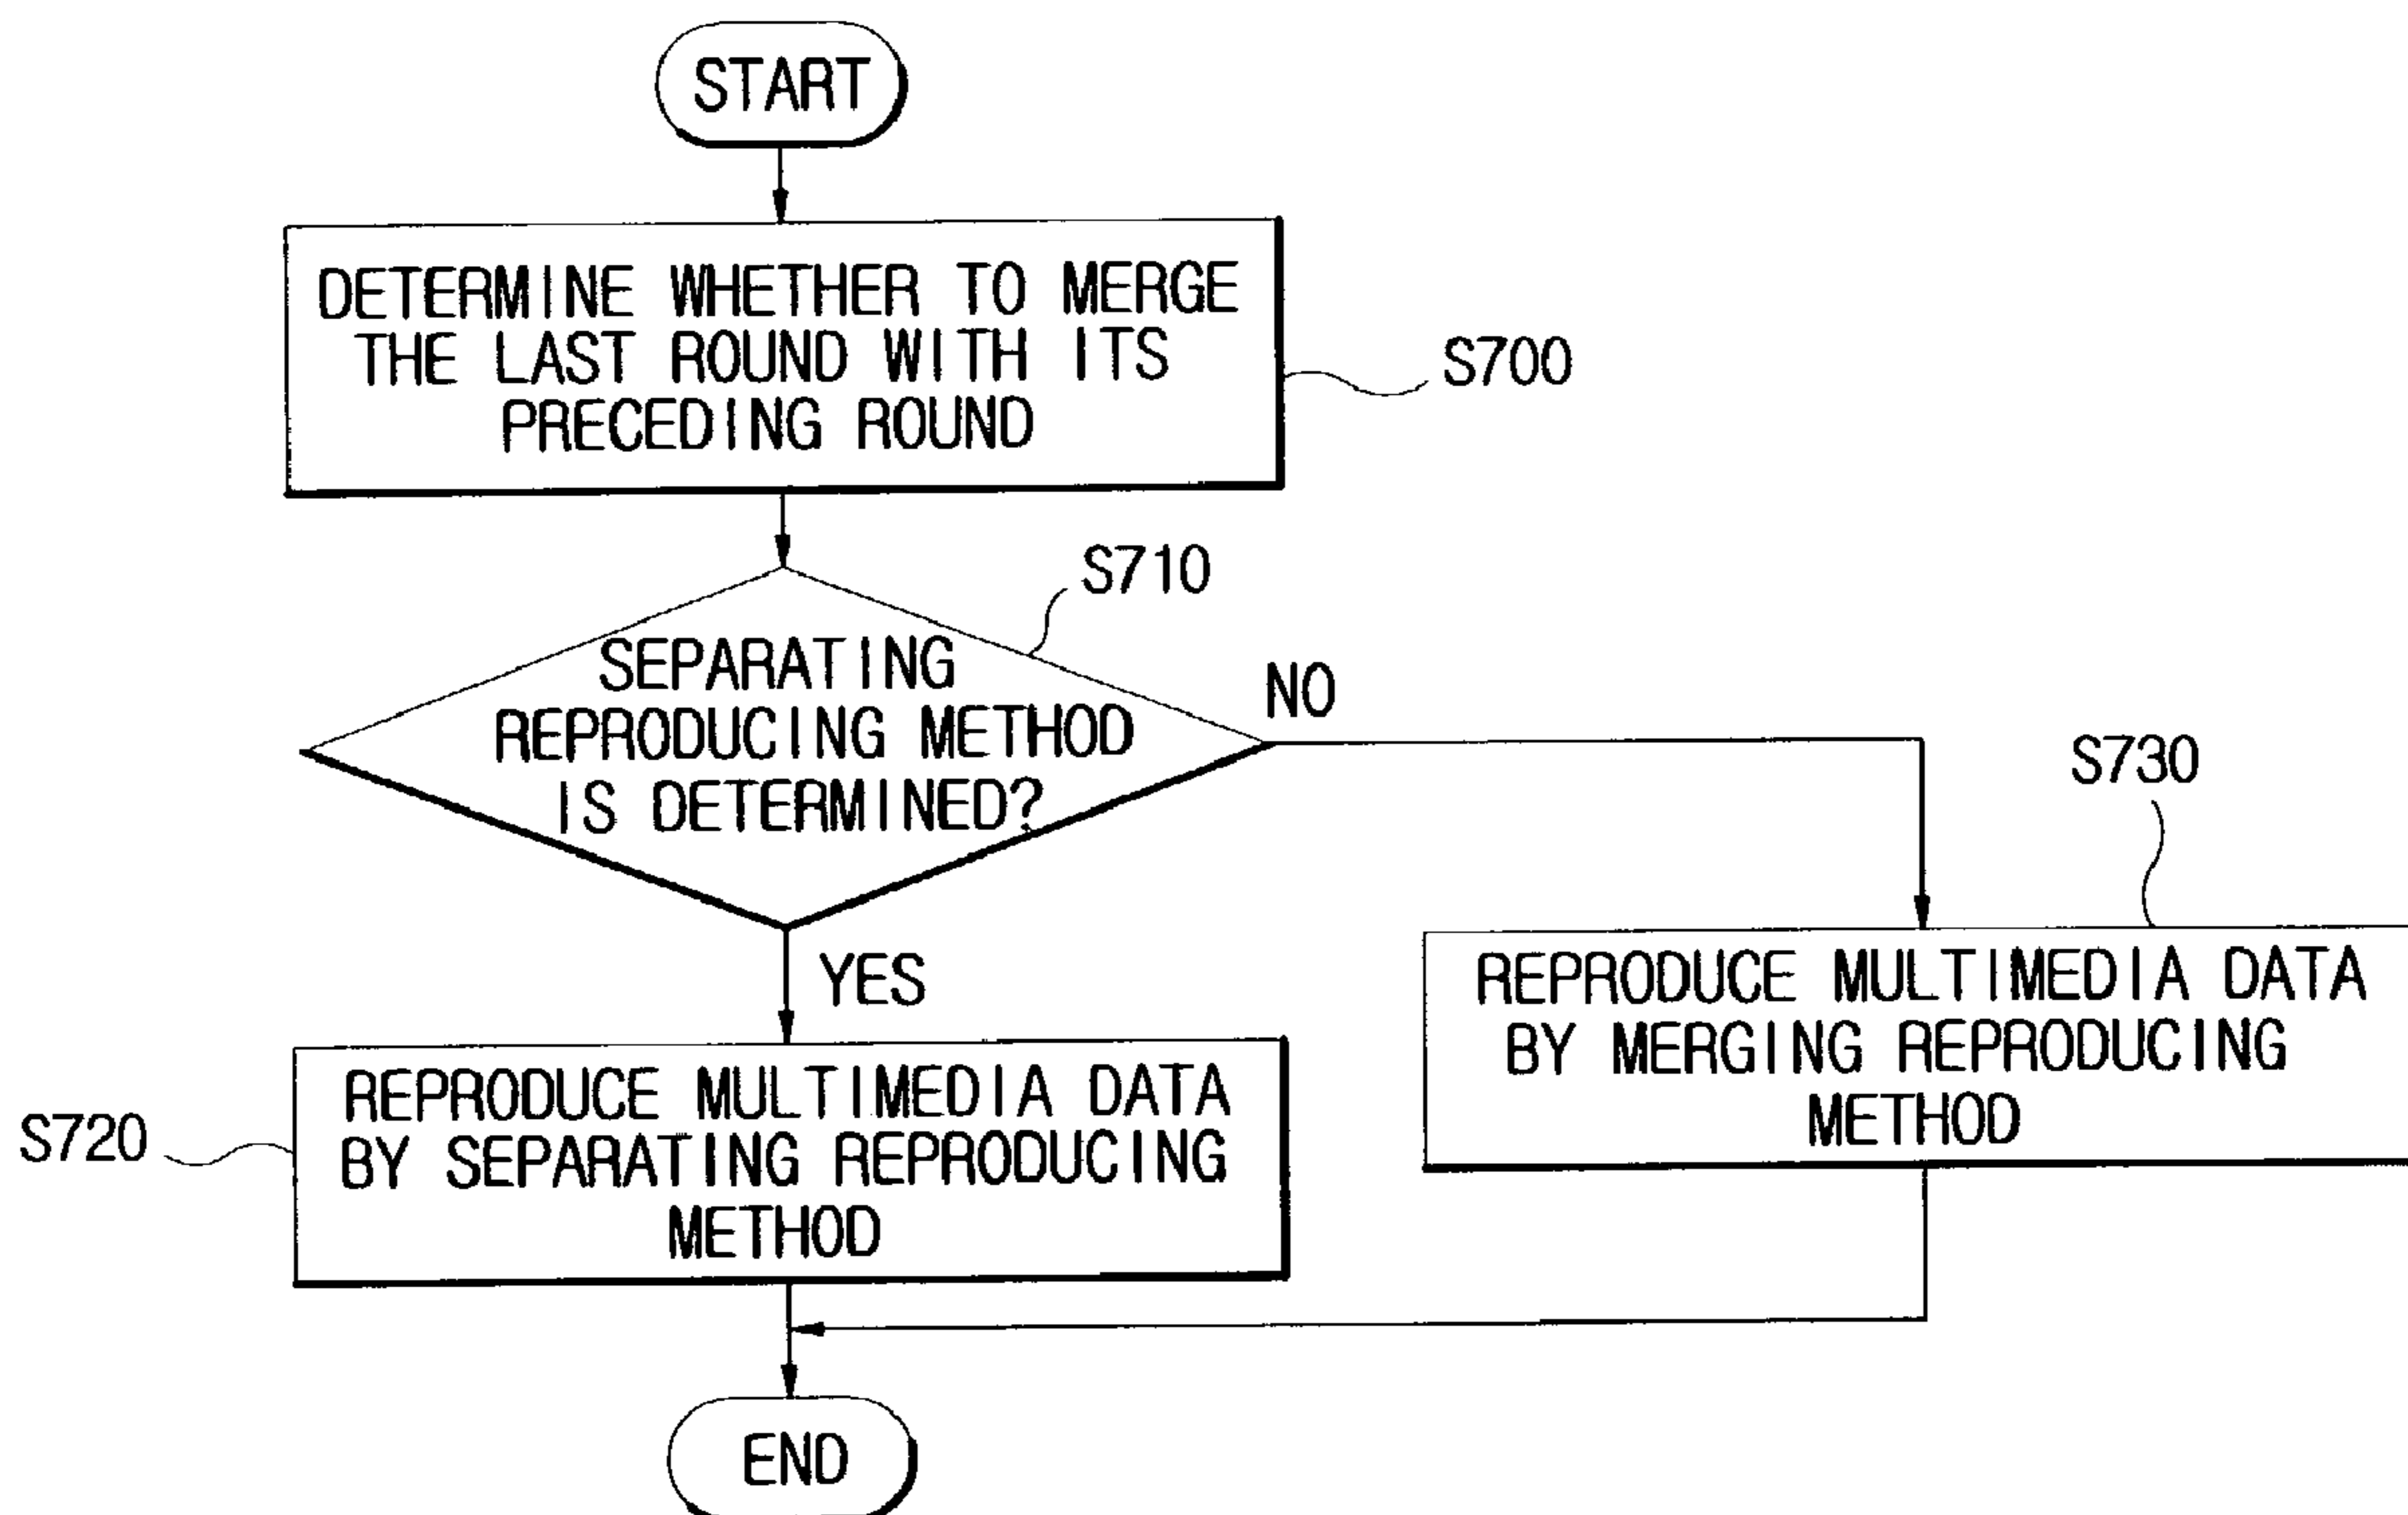 START
DETERMINE WHETHER TO MERGE
THE LAST ROUND WITH ITS
PRECEDING ROUND
S700
S710
SEPARATING
REPRODUCING METHOD
IS DETERMINED?
NO
YES
S730
REPRODUCE MULTIMEDIA DATA
BY MERGING REPRODUCING
METHOD
S720
REPRODUCE MULTIMEDIA DATA
BY SEPARATING REPRODUCING
METHOD
END